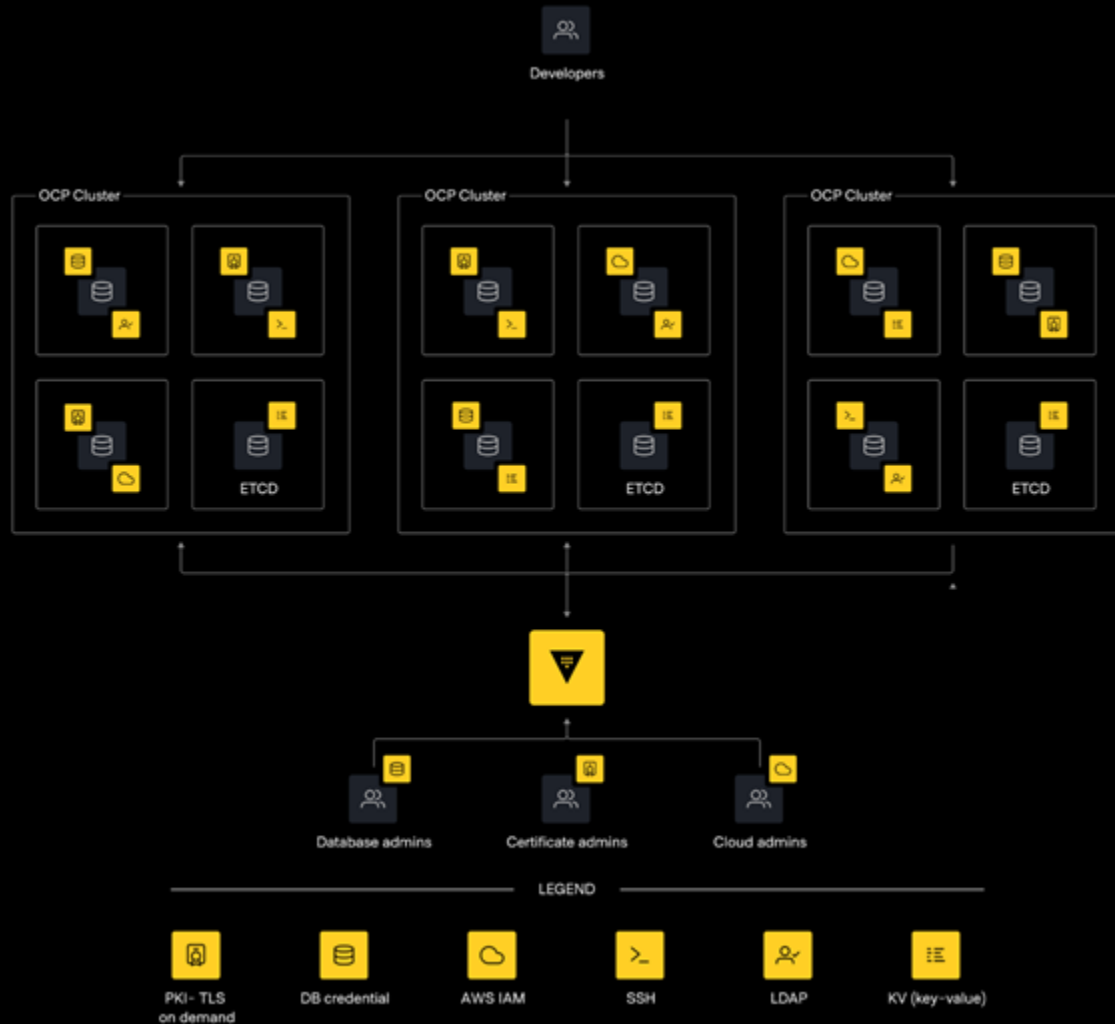 Developers
OCP Cluster
OCP Cluster
OCP Cluster
ETCD
ETCD
ETCD
Database admins
Certificate admins
Cloud admins
LEGEND
PKI- TLS
on demand
DB credential
AWS IAM
SSH
LDAP
KV (key-value)